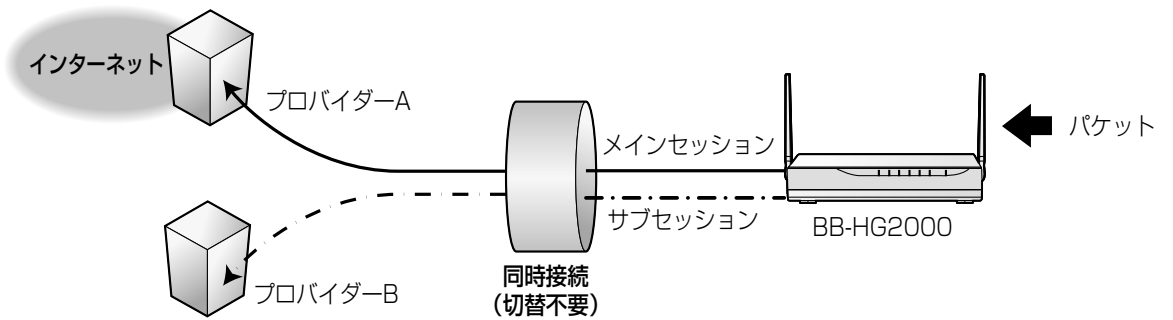 インターネット
プロバイダーA
メインセッション
パケット
サブセッション
BB-HG2000
プロバイダーB
同時接続
(切替不要)